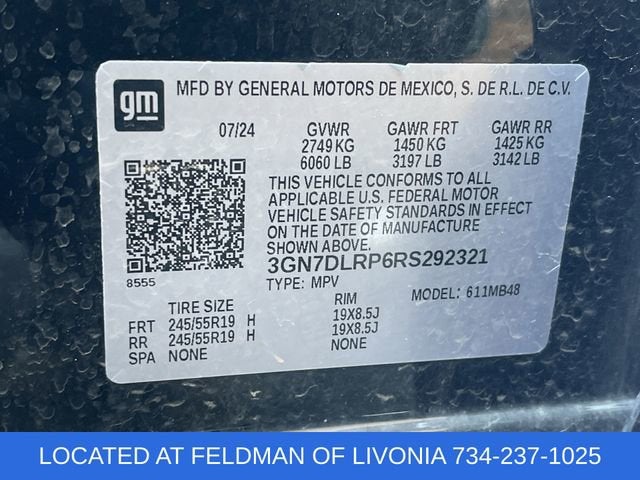 gm
MFD BY GENERAL MOTORS DE MEXICO, S. DE R.L. DE C.V.
07/24 GVWR GAWR FRT GAWR RR
2749 KG 1450 KG 1425 KG
6060 LB 3197 LB 3142 LB
THIS VEHICLE CONFORMS TO ALL
APPLICABLE U.S. FEDERAL MOTOR
VEHICLE SAFETY STANDARDS IN EFFECT
ON THE DATE OF MANUFACTURE
SHOWN ABOVE.
3GN7DLRP6RS292321
8555 TYPE: MPV MODEL: 611MB48
TIRE SIZE RIM
FRT 245/55R19 H 19X8.5J
RR 245/55R19 H 19X8.5J
SPA NONE NONE
LOCATED AT FELDMAN OF LIVONIA 734-237-1025